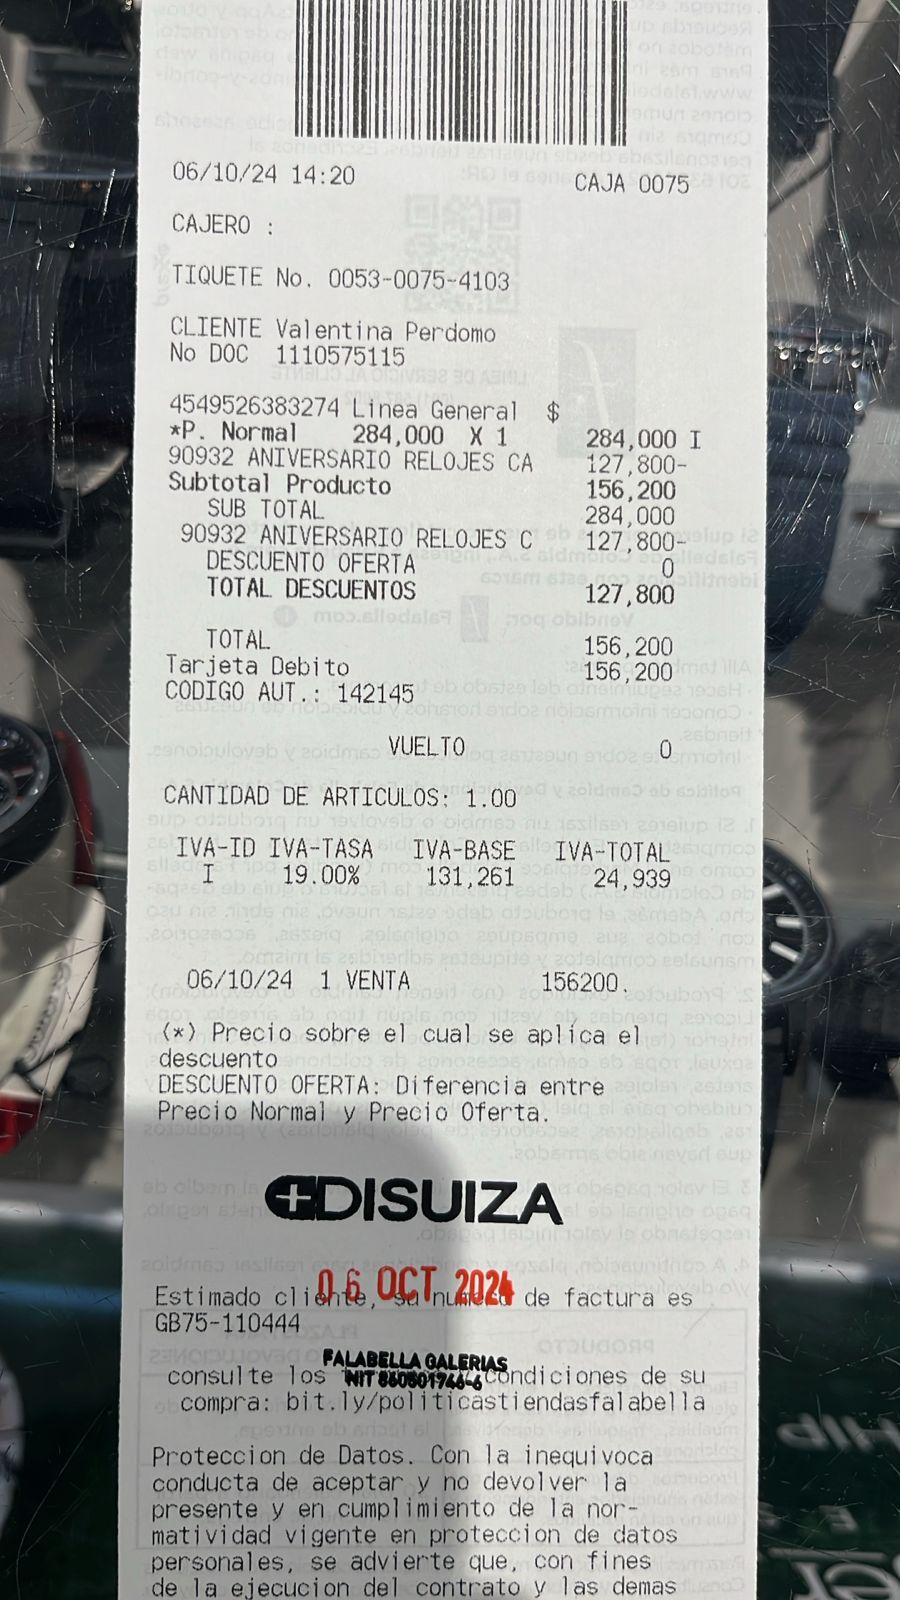 06/10/24 14:20 CAJA 0075
CAJERO :
TIQUETE No. 0053-0075-4103
CLIENTE Valentina Perdomo
No DOC 1110575115
4549526383274 Linea General $
*P. Normal 284,000 X 1 284,000 I
90932 ANIVERSARIO RELOJES CA 127,800-
Subtotal Producto 156,200
SUB TOTAL 284,000
90932 ANIVERSARIO RELOJES C 127,800-
DESCUENTO OFERTA 0
TOTAL DESCUENTOS 127,800
TOTAL 156,200
Tarjeta Debito 156,200
CODIGO AUT.: 142145
VUELTO 0
CANTIDAD DE ARTICULOS: 1.00
IVA-ID IVA-TASA IVA-BASE IVA-TOTAL
I 19.00% 131,261 24,939
06/10/24 1 VENTA 156200.
(*) Precio sobre el cual se aplica el
descuento
DESCUENTO OFERTA: Diferencia entre
Precio Normal y Precio Oferta.
DISUIZA
06 OCT 2024
Estimado cliente, su numero de factura es
GB75-110444
FALABELLA GALERIAS
NIT 860501746-6
consulte los condiciones de su
compra: bit.ly/politicastiendasfalabella
Proteccion de Datos. Con la inequivoca
conducta de aceptar y no devolver la
presente y en cumplimiento de la nor-
matividad vigente en proteccion de datos
personales, se advierte que, con fines
de la ejecucion del contrato y las demas